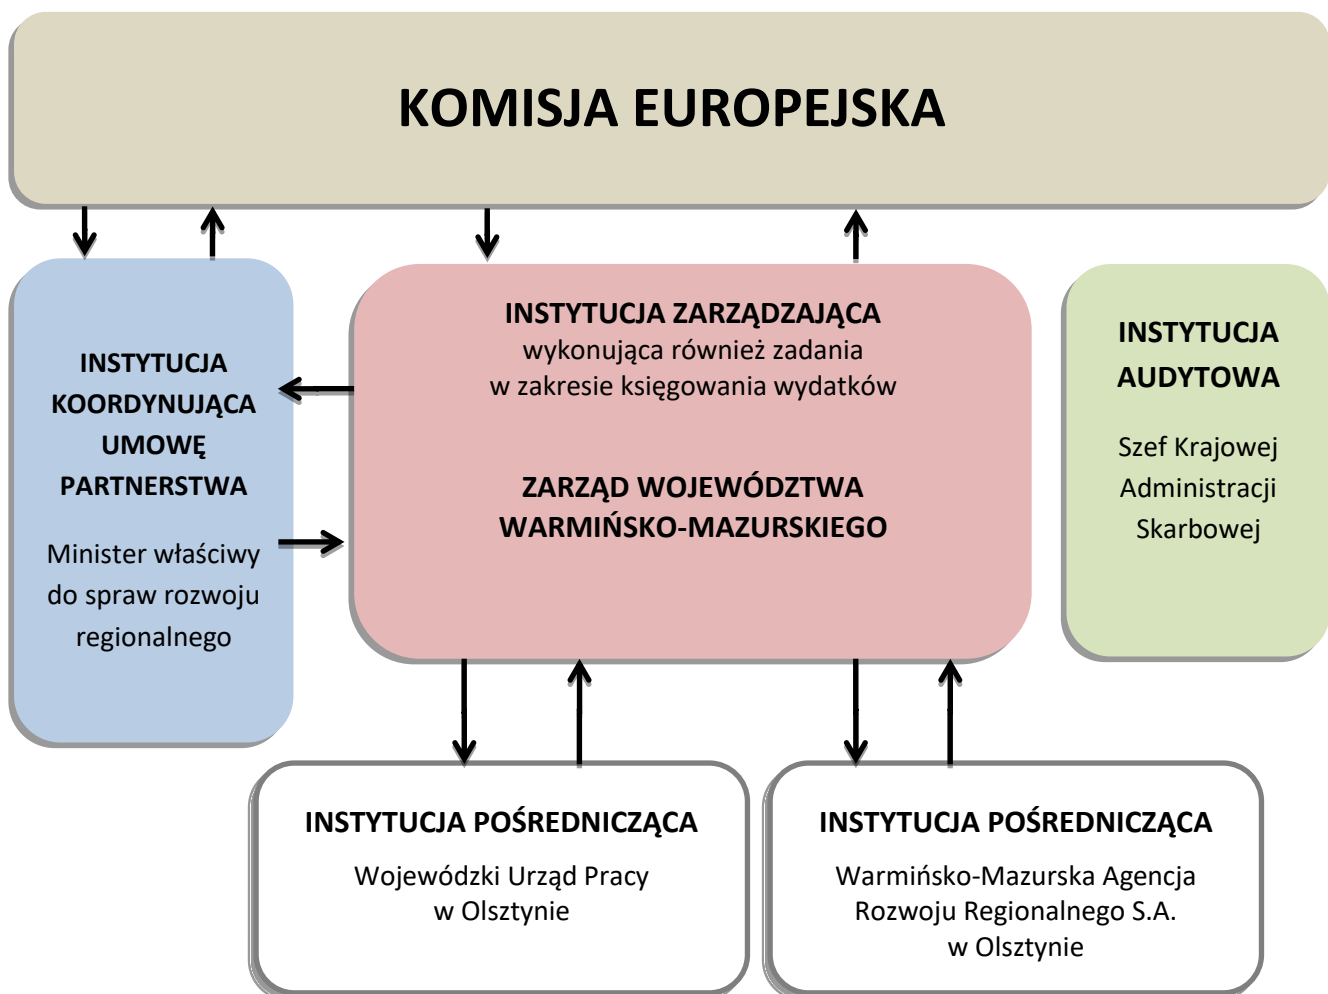 KOMISJA EUROPEJSKA
INSTYTUCJA
KOORDYNUJĄCA
UMOWĘ
PARTNERSTWA
Minister właściwy
do spraw rozwoju
regionalnego
INSTYTUCJA ZARZĄDZAJĄCA
wykonująca również zadania
w zakresie księgowania wydatków
ZARZĄD WOJEWÓDZTWA
WARMIŃSKO-MAZURSKIEGO
INSTYTUCJA
AUDYTOWA
Szef Krajowej
Administracji
Skarbowej
INSTYTUCJA POŚREDNICZĄCA
Wojewódzki Urząd Pracy
w Olsztynie
INSTYTUCJA POŚREDNICZĄCA
Warmińsko-Mazurska Agencja
Rozwoju Regionalnego S.A.
w Olsztynie